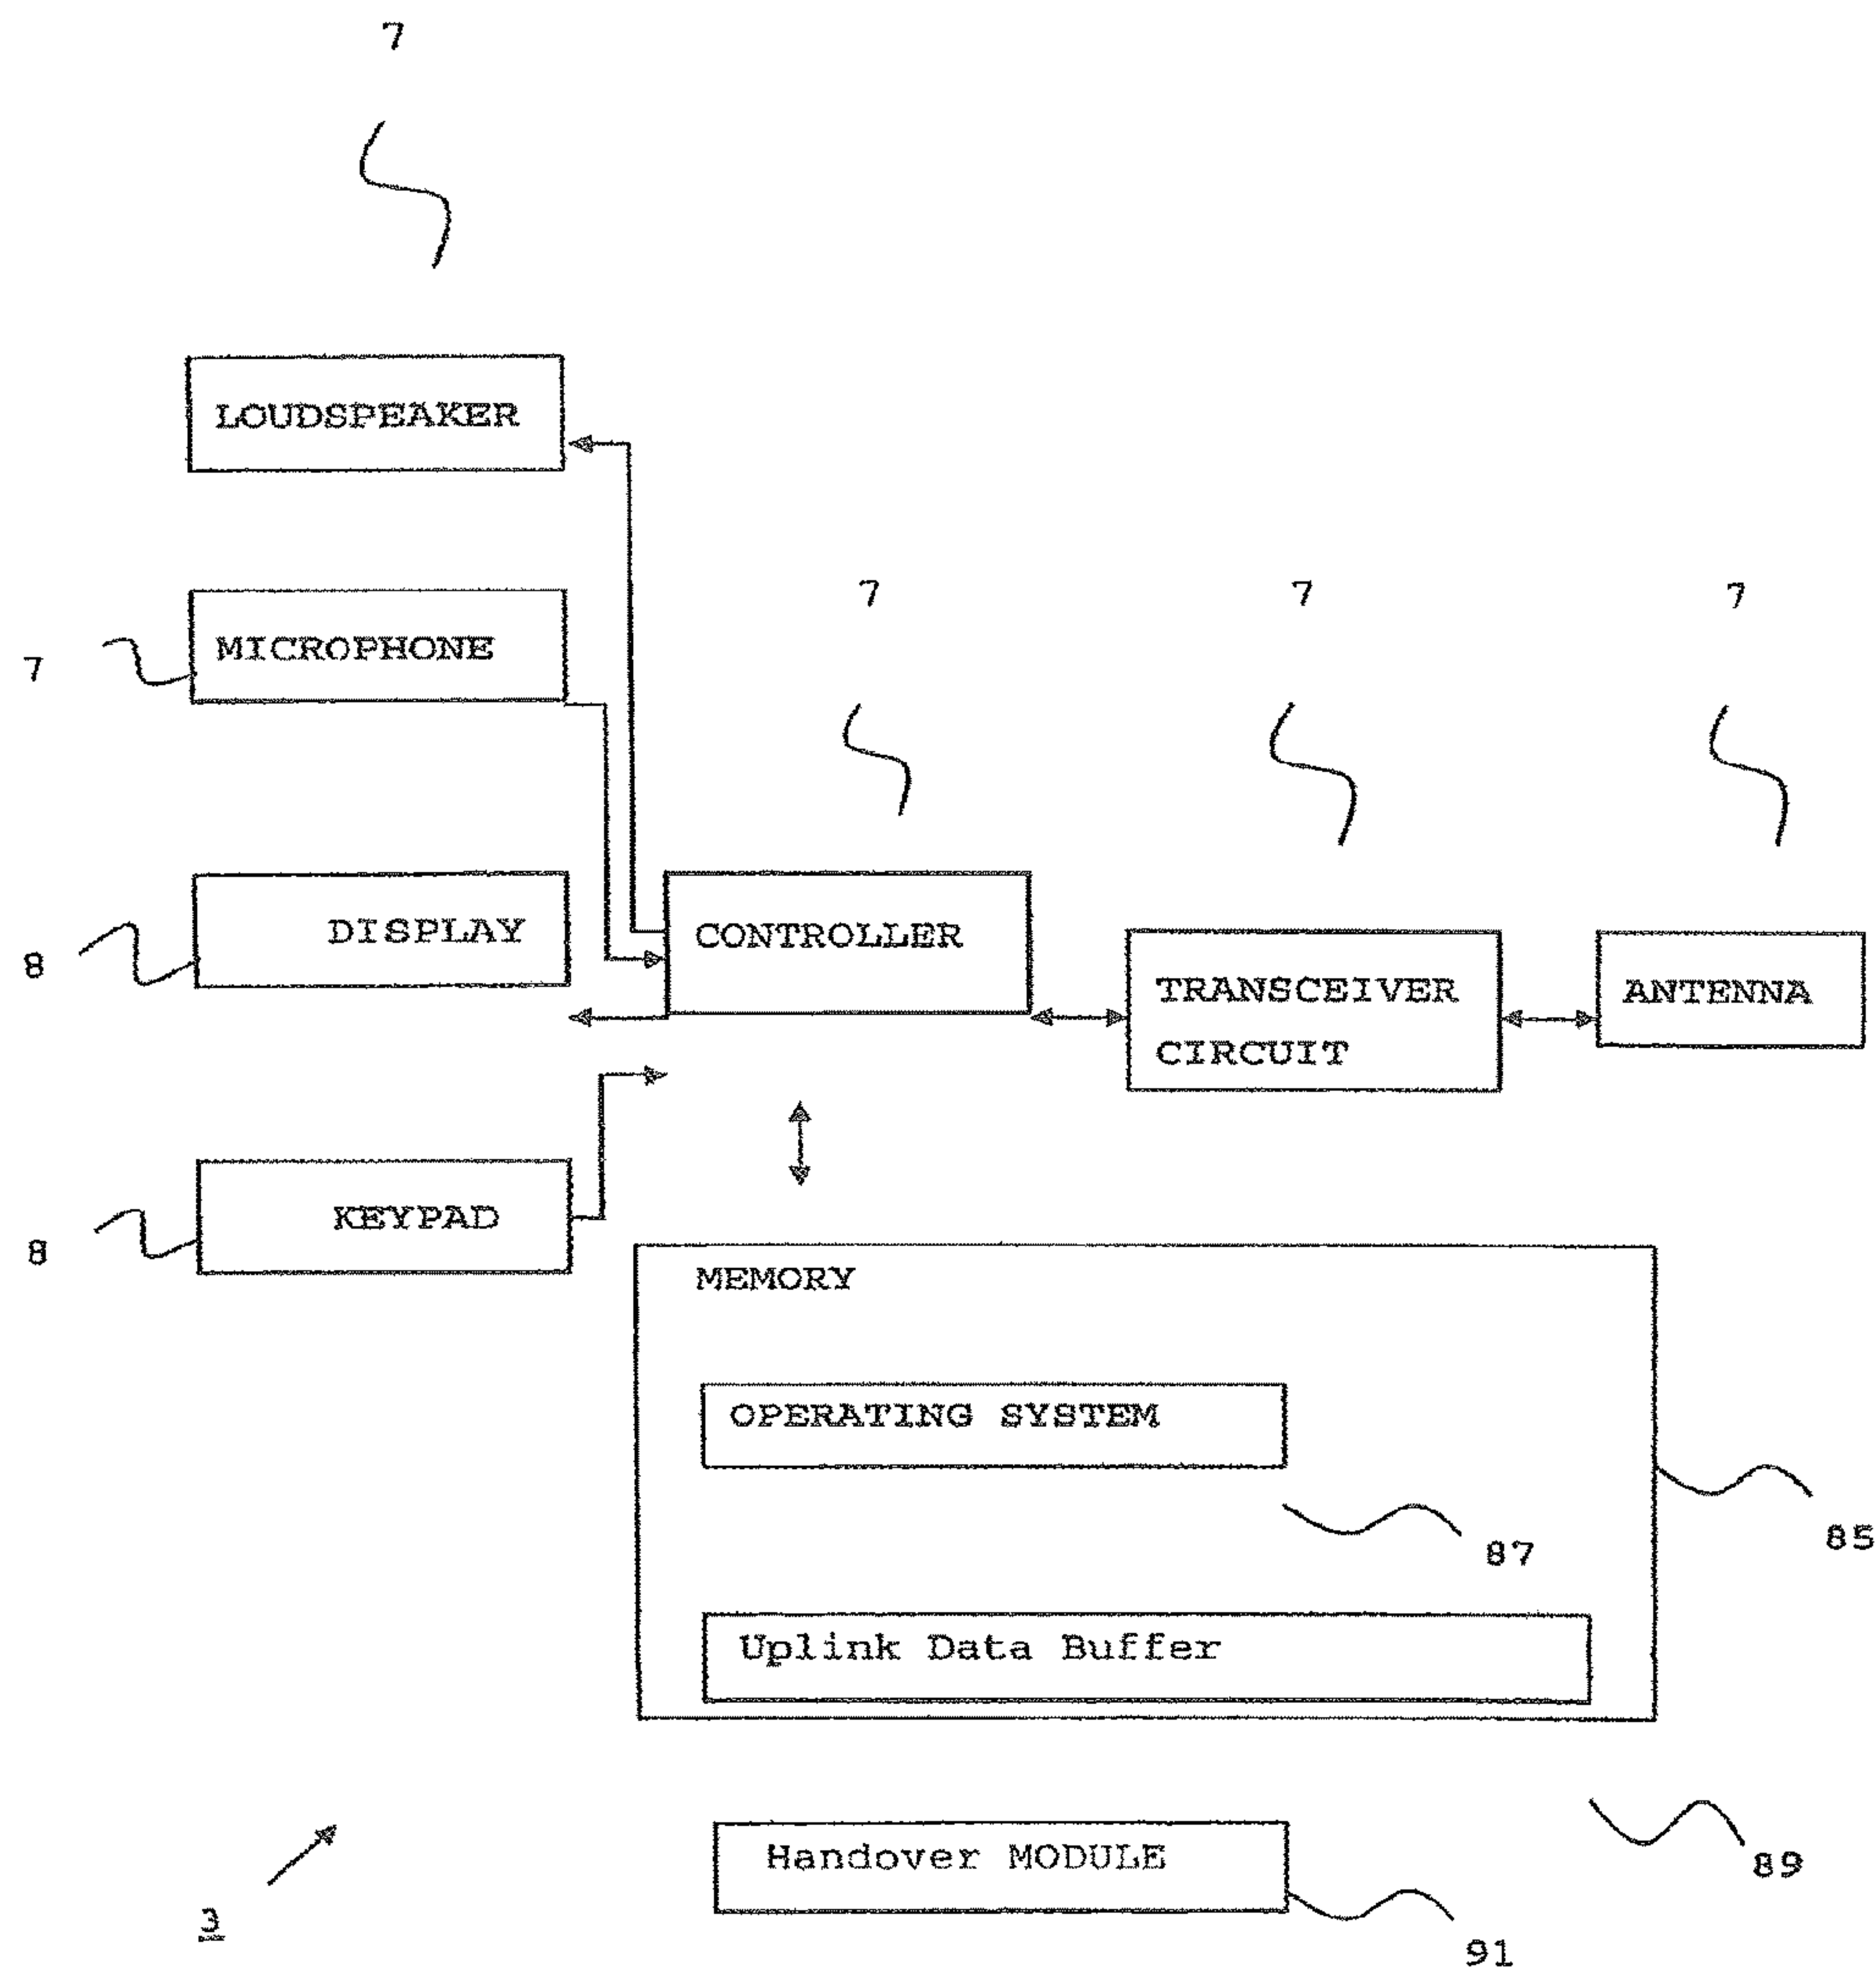 7
LOUDSPEAKER
7
MICROPHONE
7
7
7
8
DISPLAY
CONTROLLER
TRANSCEIVER
CIRCUIT
ANTENNA
8
KEYPAD
MEMORY
OPERATING SYSTEM
87
85
Uplink Data Buffer
89
Handover MODULE
91
3